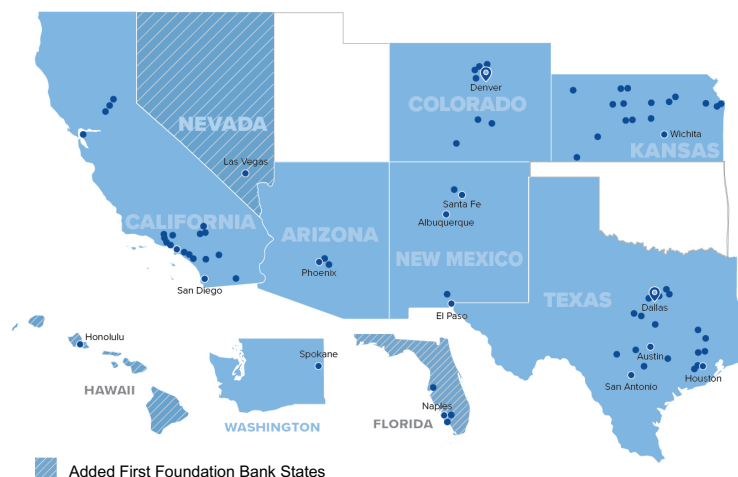 Denver
COLORADO
NEVADA
Wichita
KANSAS
Las Vegas
Santa Fe
CALIFORNIA
Albuquerque
ARIZONA
NEW MEXICO
Phoenix
San Diego
TEXAS
El Paso
Dallas
Honolulu
Spokane
Austin
San Antonio
Houston
HAWAII
Naples
WASHINGTON
FLORIDA
Added First Foundation Bank States